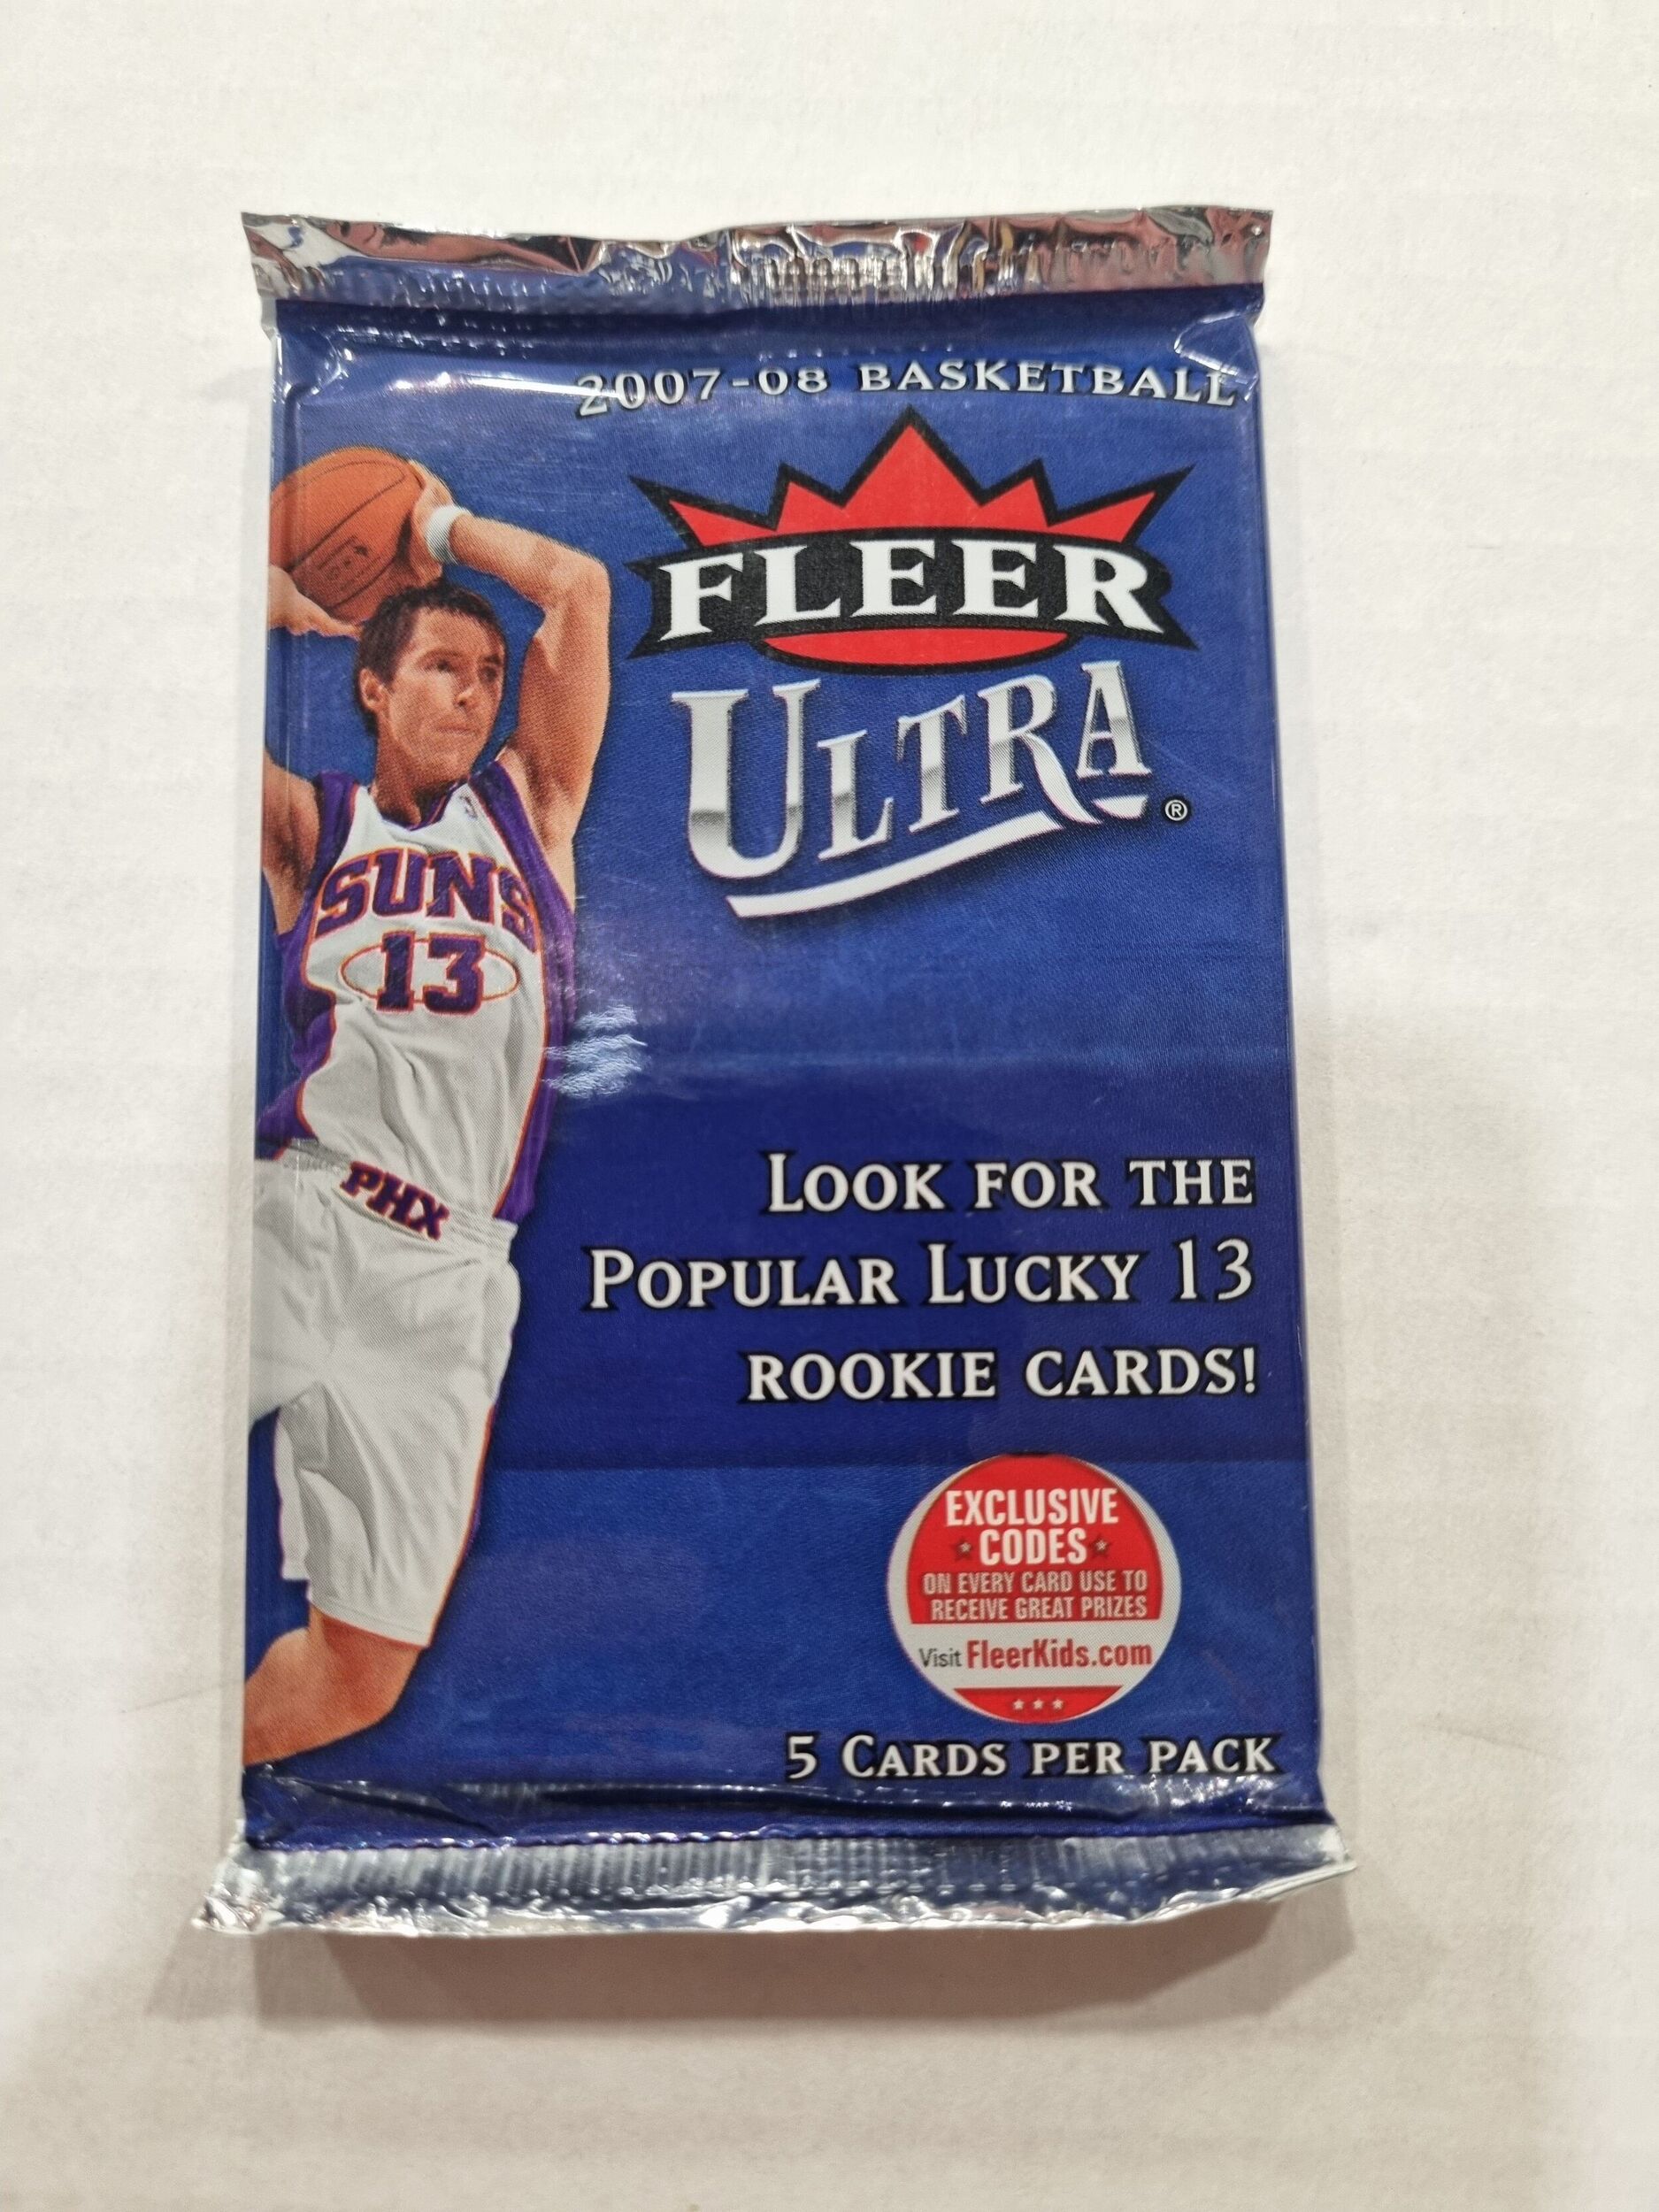 2007-08 BASKETBALL
FLEER
ULTRA ®
SUNS
13
PHX
LOOK FOR THE
POPULAR LUCKY 13
ROOKIE CARDS!
EXCLUSIVE
CODES
ON EVERY CARD USE TO
RECEIVE GREAT PRIZES
Visit FleerKids.com
5 CARDS PER PACK